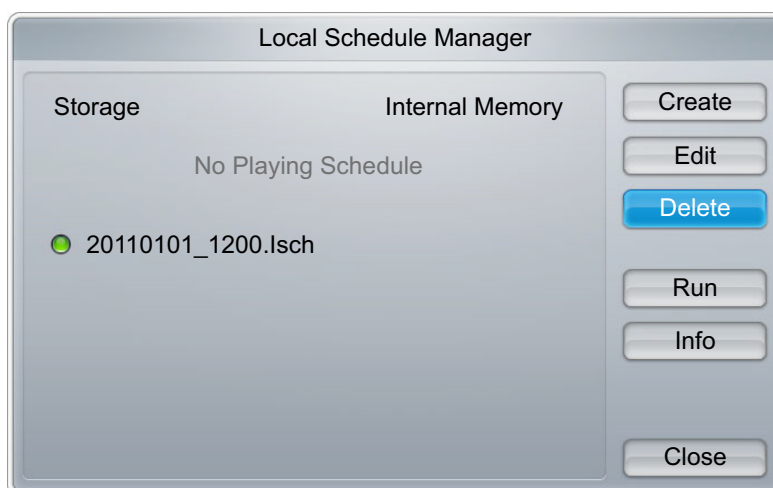 Local Schedule Manager
Storage Internal Memory
No Playing Schedule
20110101_1200.lsch
Create
Edit
Delete
Run
Info
Close